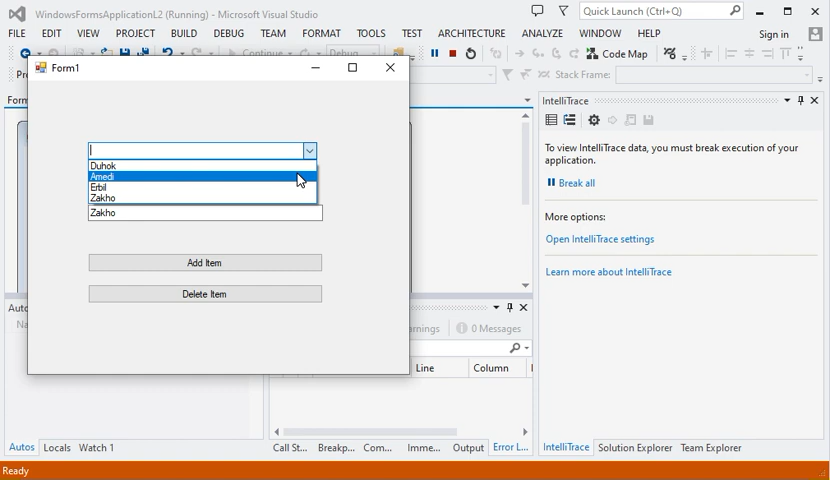 WindowsFormsApplicationL2 (Running) - Microsoft Visual Studio
Quick Launch (Ctrl+Q)
FILE EDIT VIEW PROJECT BUILD DEBUG TEAM FORMAT TOOLS TEST ARCHITECTURE ANALYZE WINDOW HELP
Sign in
Continue Debug Code Map
Form1
Stack Frame:
Duhok
Amedi
Erbil
Zakho
Zakho
Add Item
Delete Item
IntelliTrace
To view IntelliTrace data, you must break execution of your
application.
Break all
More options:
Open IntelliTrace settings
Learn more about IntelliTrace
0 Messages
Line Column
Autos Locals Watch 1
Call St... Breakp... Com... Imme... Output Error L...
IntelliTrace Solution Explorer Team Explorer
Ready